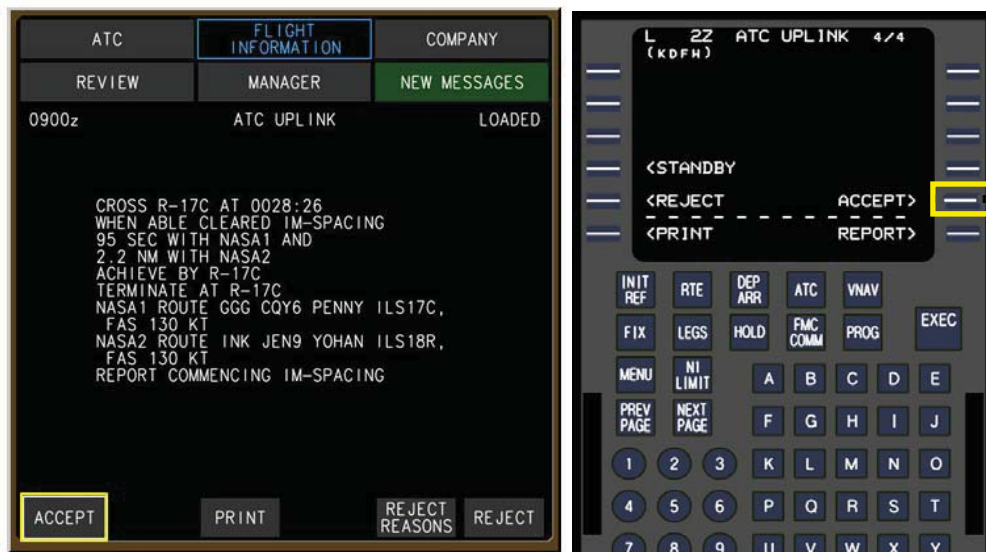 ATC
FLIGHT
INFORMATION
COMPANY
REVIEW
MANAGER
NEW MESSAGES
0900z ATC UPLINK LOADED
CROSS R-17C AT 0028:26
WHEN ABLE CLEARED IM-SPACING
95 SEC WITH NASA1 AND
2.2 NM WITH NASA2
ACHIEVE BY R-17C
TERMINATE AT R-17C
NASA1 ROUTE GGG CQY6 PENNY ILS17C,
FAS 130 KT
NASA2 ROUTE INK JEN9 YOHAN ILS18R,
FAS 130 KT
REPORT COMMENCING IM-SPACING
ACCEPT
PRINT
REJECT
REASONS
REJECT
L 2Z ATC UPLINK 4/4
(KDFW)
<STANDBY
<REJECT ACCEPT>
<PRINT REPORT>
INIT
REF
RTE
DEP
ARR
ATC
VNAV
FIX
LEGS
HOLD
FMC
COMM
PROG
EXEC
MENU
N1
LIMIT
A B C D E
PREV
PAGE
NEXT
PAGE
F G H I J
1 2 3 K L M N O
4 5 6 P Q R S T
7 8 9 U V W X Y